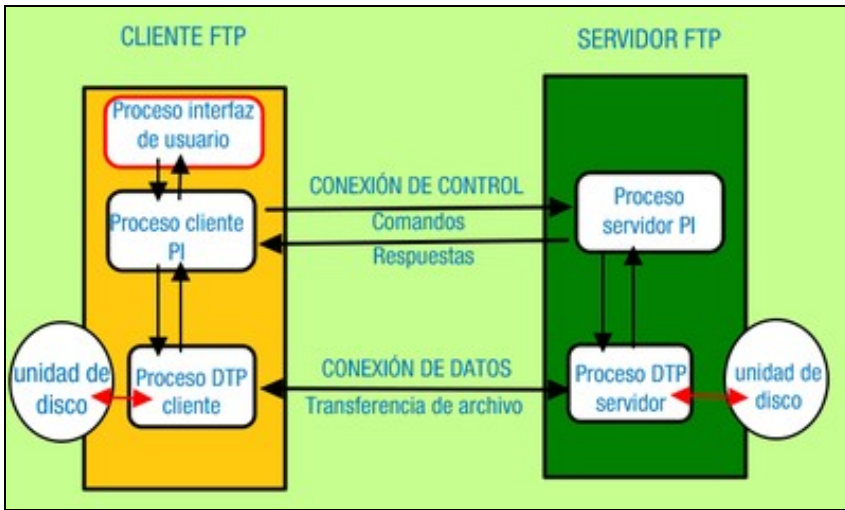 CLIENTE FTP
SERVIDOR FTP
Proceso interfaz
de usuario
CONEXIÓN DE CONTROL
Comandos
Respuestas
Proceso cliente
PI
Proceso
servidor PI
unidad de
disco
Proceso DTP
cliente
CONEXIÓN DE DATOS
Transferencia de archivo
Proceso DTP
servidor
unidad de
disco